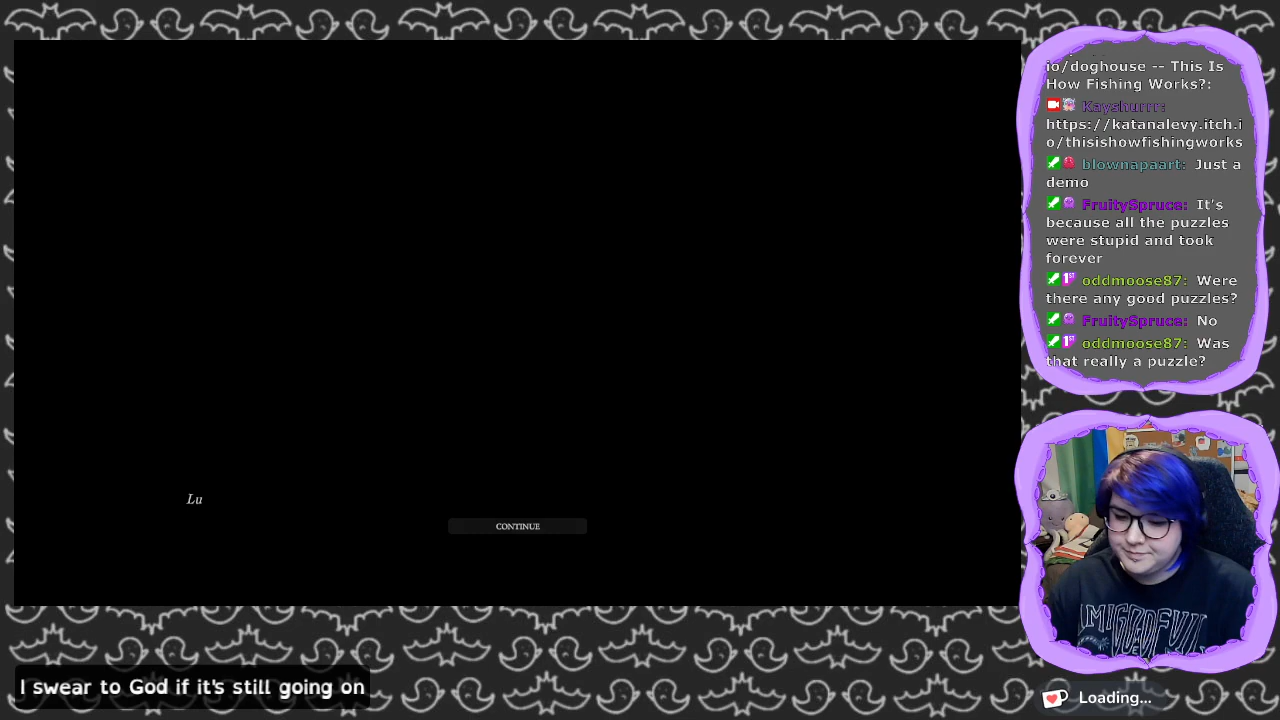 io/doghouse -- This Is
How Fishing Works?:
Kayshurrr:
https://katanalevy.itch.i
o/thisishowfishingworks
blownapaart: Just a
demo
FruitySpruce: It's
because all the puzzles
were stupid and took
forever
1ST oddmoose87: Were
there any good puzzles?
FruitySpruce: No
1ST oddmoose87: Was
that really a puzzle?
Lu
CONTINUE
I swear to God if it's still going on
Loading...